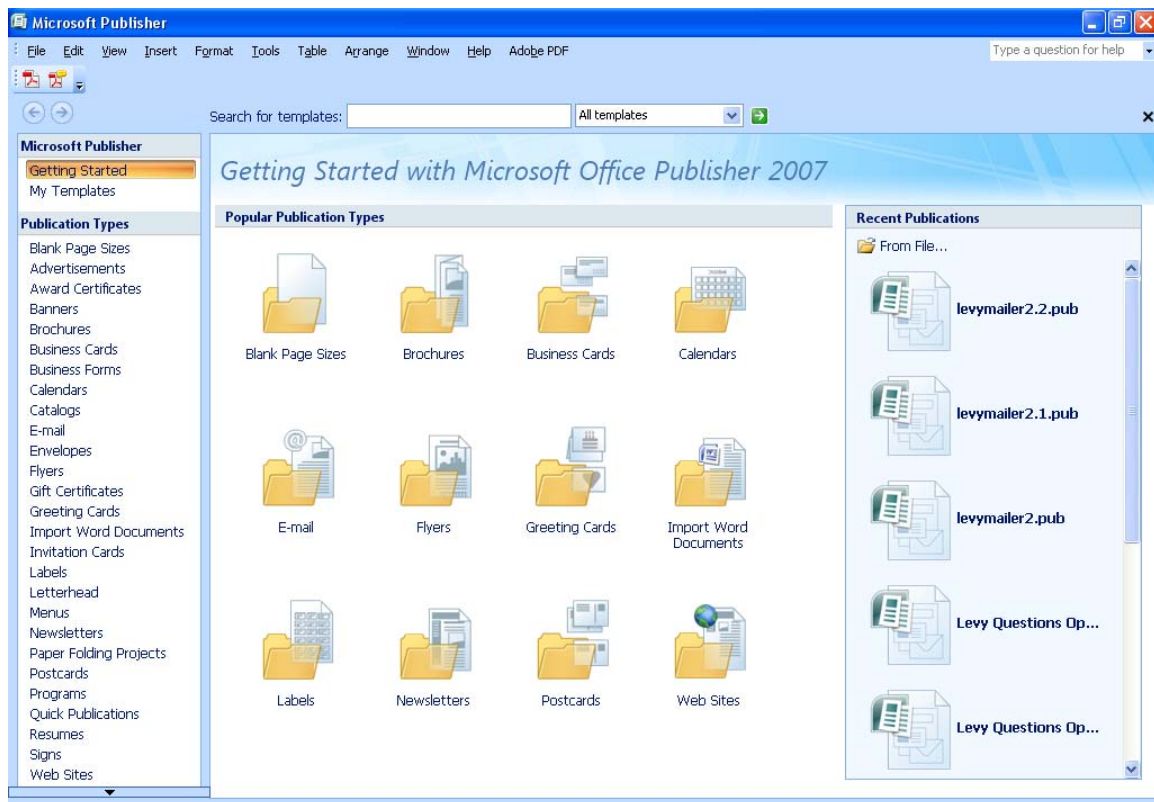 Microsoft Publisher
File Edit View Insert Format Tools Table Arrange Window Help Adobe PDF
Type a question for help
Search for templates:
All templates
Microsoft Publisher
Getting Started
My Templates
Publication Types
Blank Page Sizes
Advertisements
Award Certificates
Banners
Brochures
Business Cards
Business Forms
Calendars
Catalogs
E-mail
Envelopes
Flyers
Gift Certificates
Greeting Cards
Import Word Documents
Invitation Cards
Labels
Letterhead
Menus
Newsletters
Paper Folding Projects
Postcards
Programs
Quick Publications
Resumes
Signs
Web Sites
Getting Started with Microsoft Office Publisher 2007
Popular Publication Types
Blank Page Sizes
Brochures
Business Cards
Calendars
E-mail
Flyers
Greeting Cards
Import Word
Documents
Labels
Newsletters
Postcards
Web Sites
Recent Publications
From File...
levymailer2.2.pub
levymailer2.1.pub
levymailer2.pub
Levy Questions Op...
Levy Questions Op...